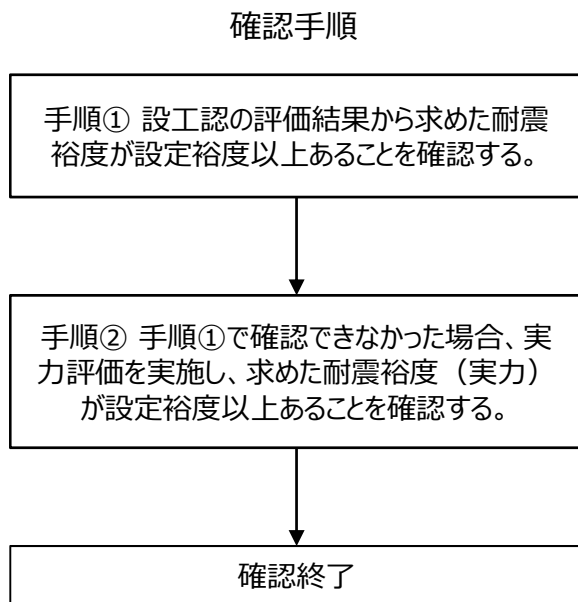 確認手順
手順① 設工認の評価結果から求めた耐震
裕度が設定裕度以上あることを確認する。
手順② 手順①で確認できなかった場合、実
力評価を実施し、求めた耐震裕度（実力）
が設定裕度以上あることを確認する。
確認終了